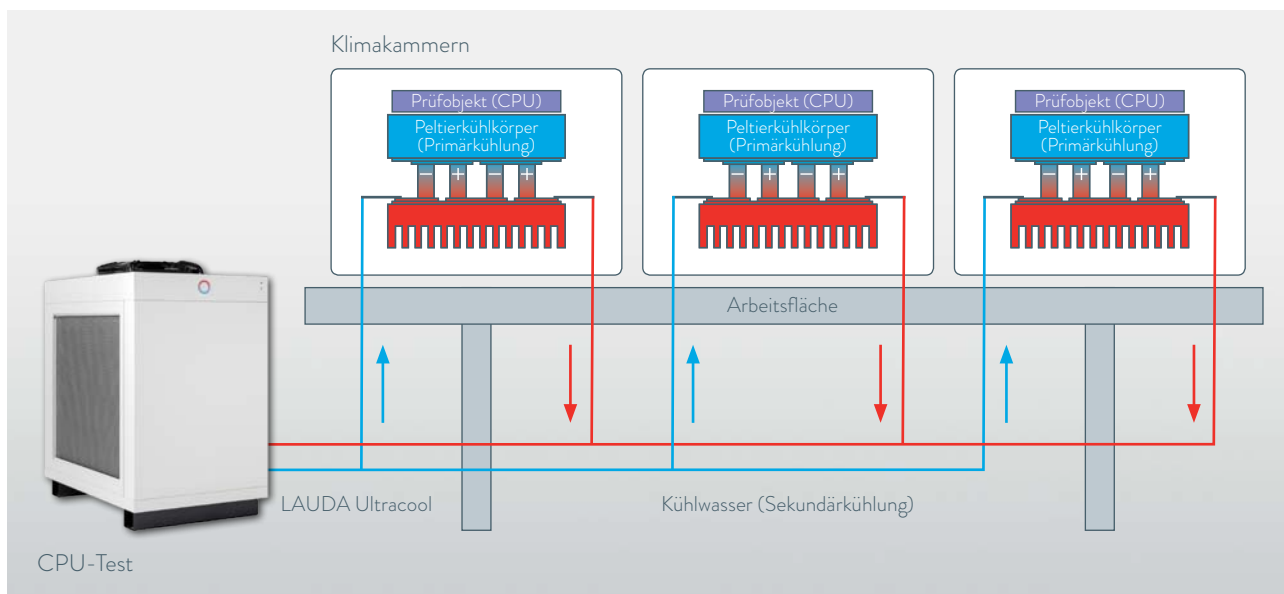 Klimakammern
Prüfobjekt (CPU)
Peltierkühlkörper
(Primärkühlung)
− + − +
Prüfobjekt (CPU)
Peltierkühlkörper
(Primärkühlung)
− + − +
Prüfobjekt (CPU)
Peltierkühlkörper
(Primärkühlung)
− + − +
Arbeitsfläche
LAUDA Ultracool
Kühlwasser (Sekundärkühlung)
CPU-Test